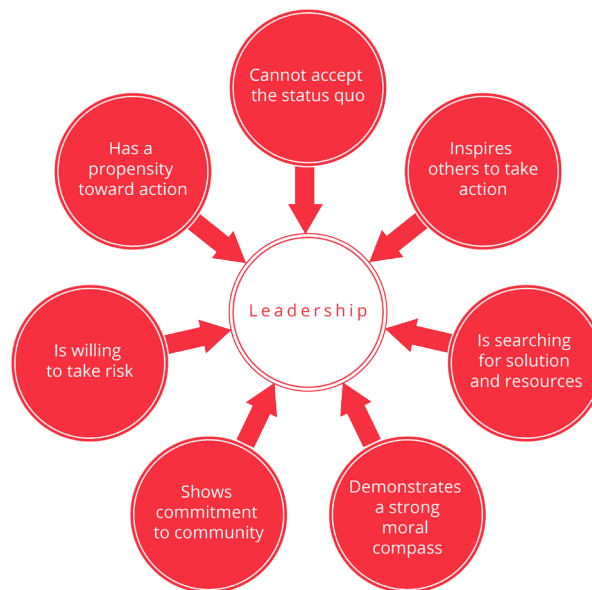 Cannot accept
the status quo
Inspires
others to take
action
Is searching
for solution
and resources
Demonstrates
a strong
moral
compass
Shows
commitment
to community
Is willing
to take risk
Has a
propensity
toward action
Leadership